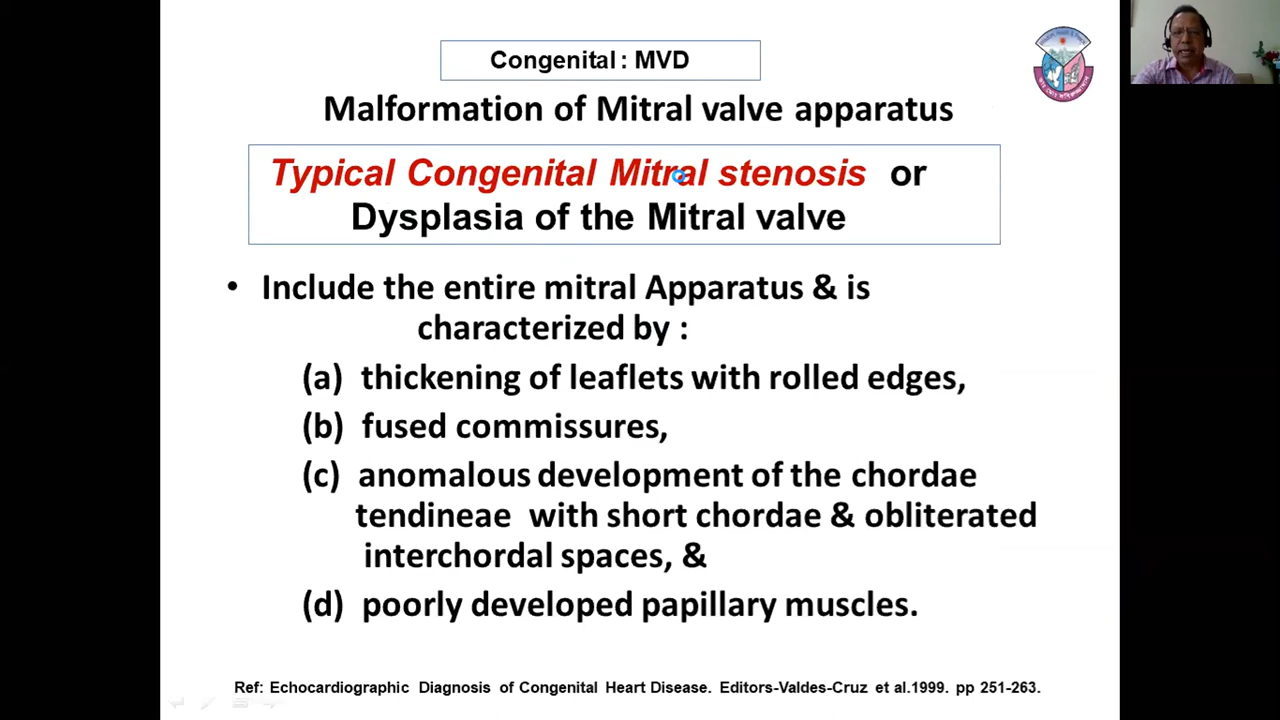 Congenital : MVD
Malformation of Mitral valve apparatus
Typical Congenital Mitral stenosis or
Dysplasia of the Mitral valve
• Include the entire mitral Apparatus & is
characterized by :
(a) thickening of leaflets with rolled edges,
(b) fused commissures,
(c) anomalous development of the chordae
tendineae with short chordae & obliterated
interchordal spaces, &
(d) poorly developed papillary muscles.
Ref: Echocardiographic Diagnosis of Congenital Heart Disease. Editors-Valdes-Cruz et al.1999. pp 251-263.